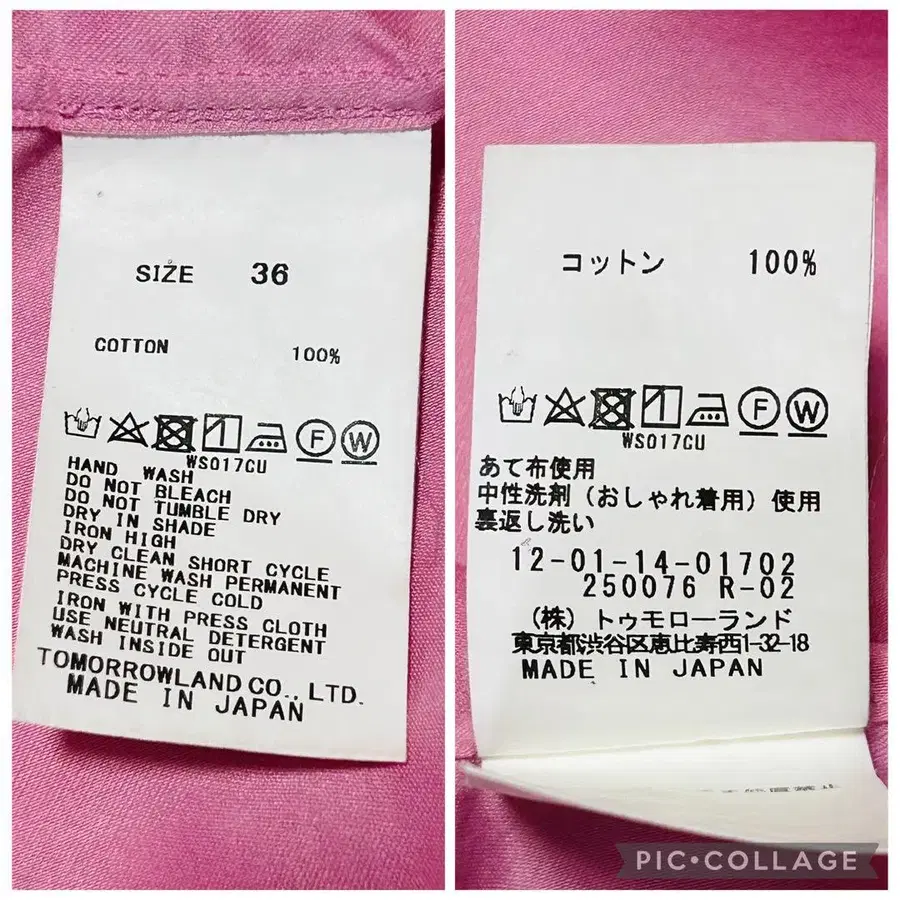 SIZE 36
COTTON 100%
F W
WS017CU
HAND WASH
DO NOT BLEACH
DO NOT TUMBLE DRY
DRY IN SHADE
IRON HIGH
DRY CLEAN SHORT CYCLE
MACHINE WASH PERMANENT
PRESS CYCLE COLD
IRON WITH PRESS CLOTH
USE NEUTRAL DETERGENT
WASH INSIDE OUT
TOMORROWLAND CO., LTD.
MADE IN JAPAN
コットン 100%
F W
WS017CU
あて布使用
中性洗剤（おしゃれ着用）使用
裏返し洗い
12-01-14-01702
250076 R-02
（株）トゥモローランド
東京都渋谷区恵比寿西1-32-18
MADE IN JAPAN
PIC•COLLAGE